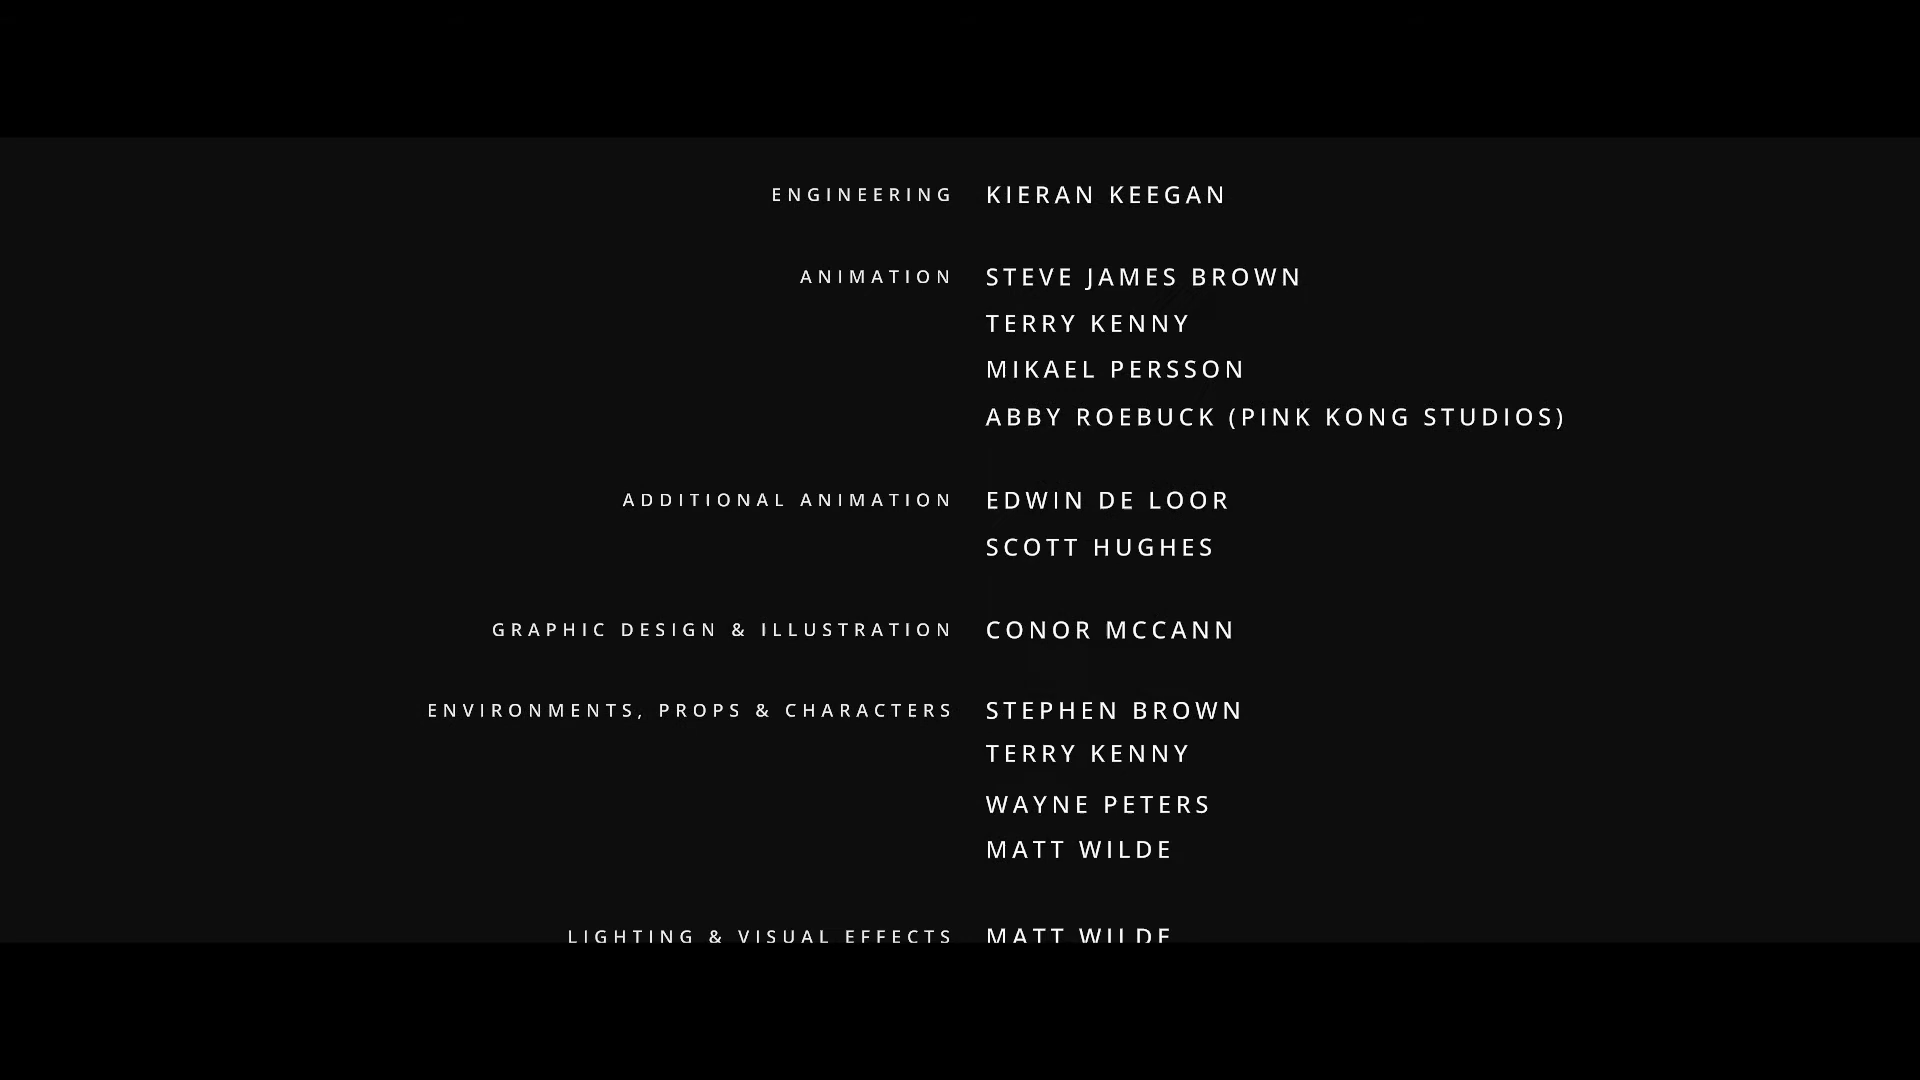 ENGINEERING KIERAN KEEGAN
ANIMATION STEVE JAMES BROWN
TERRY KENNY
MIKAEL PERSSON
ABBY ROEBUCK (PINK KONG STUDIOS)
ADDITIONAL ANIMATION EDWIN DE LOOR
SCOTT HUGHES
GRAPHIC DESIGN & ILLUSTRATION CONOR MCCANN
ENVIRONMENTS, PROPS & CHARACTERS STEPHEN BROWN
TERRY KENNY
WAYNE PETERS
MATT WILDE
LIGHTING & VISUAL EFFECTS MATT WILDE